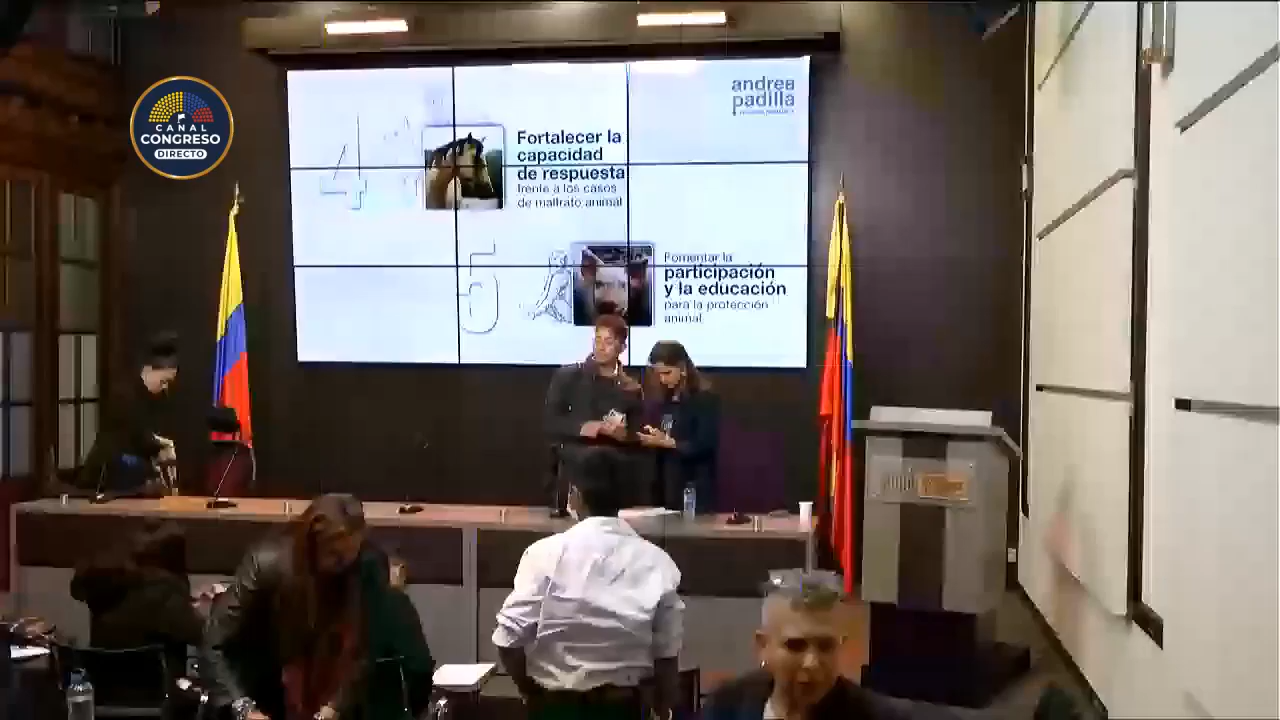 CANAL
CONGRESO
DIRECTO
andrea
padilla
4
Fortalecer la
capacidad
de respuesta
frente a los casos
de maltrato animal
5
Fomentar la
participación
y la educación
para la protección
animal